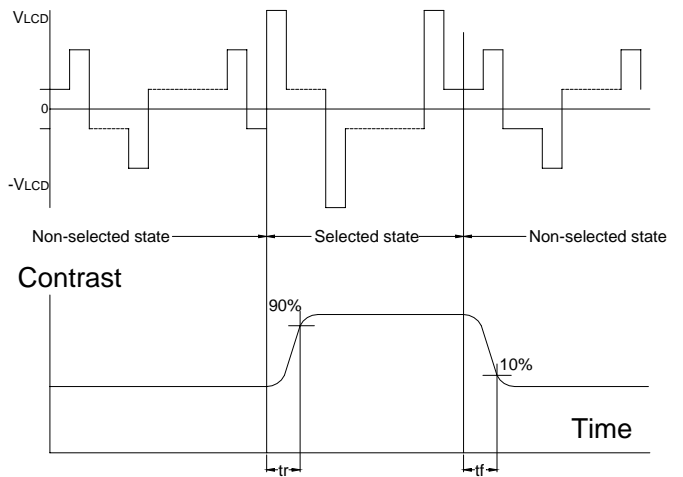 VLCD
0
-VLCD
Non-selected state
Selected state
Non-selected state
Contrast
90%
10%
Time
tr
tf